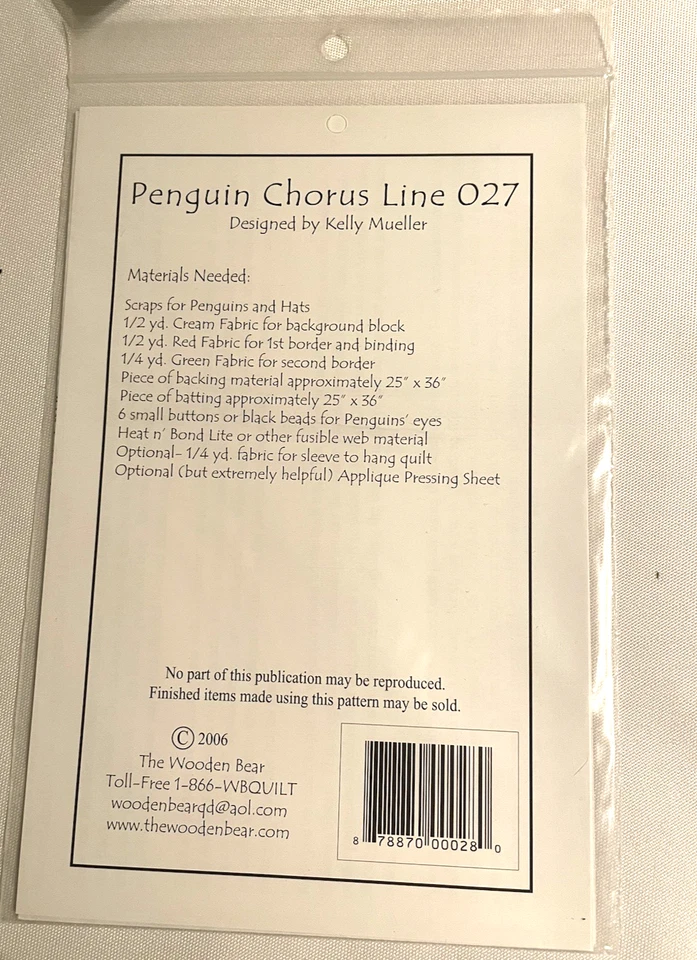 Penguin Chorus Line 027
Designed by Kelly Mueller
Materials Needed:
Scraps for Penguins and Hats
1/2 yd. Cream Fabric for background block
1/2 yd. Red Fabric for 1st border and binding
1/4 yd. Green Fabric for second border
Piece of backing material approximately 25" x 36"
Piece of batting approximately 25" x 36"
6 small buttons or black beads for Penguins' eyes
Heat n' Bond Lite or other fusible web material
Optional- 1/4 yd. fabric for sleeve to hang quilt
Optional (but extremely helpful) Applique Pressing Sheet
No part of this publication may be reproduced.
Finished items made using this pattern may be sold.
© 2006
The Wooden Bear
Toll-Free 1-866-WBQUILT
woodenbearqd@aol.com
www.thewoodenbear.com
8 78870 00028 0